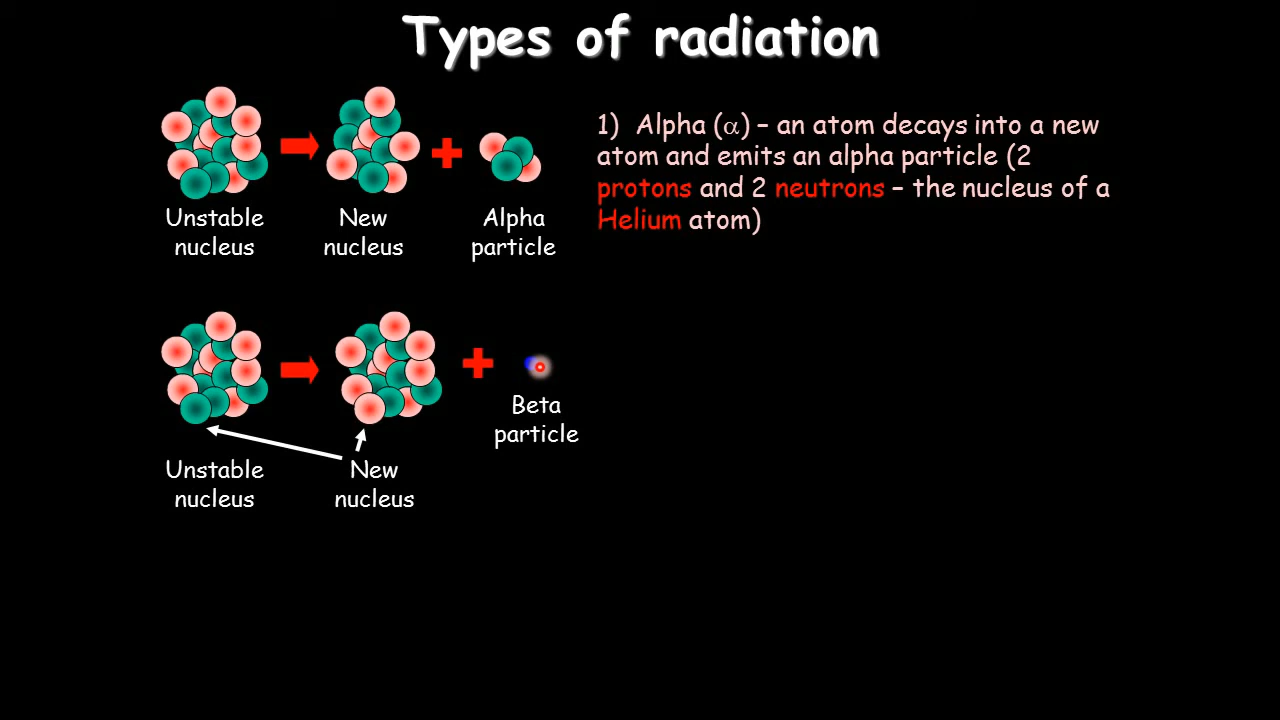 Types of radiation
1) Alpha (α) – an atom decays into a new
atom and emits an alpha particle (2
protons and 2 neutrons – the nucleus of a
Helium atom)
Unstable
nucleus
New
nucleus
Alpha
particle
Beta
particle
Unstable
nucleus
New
nucleus